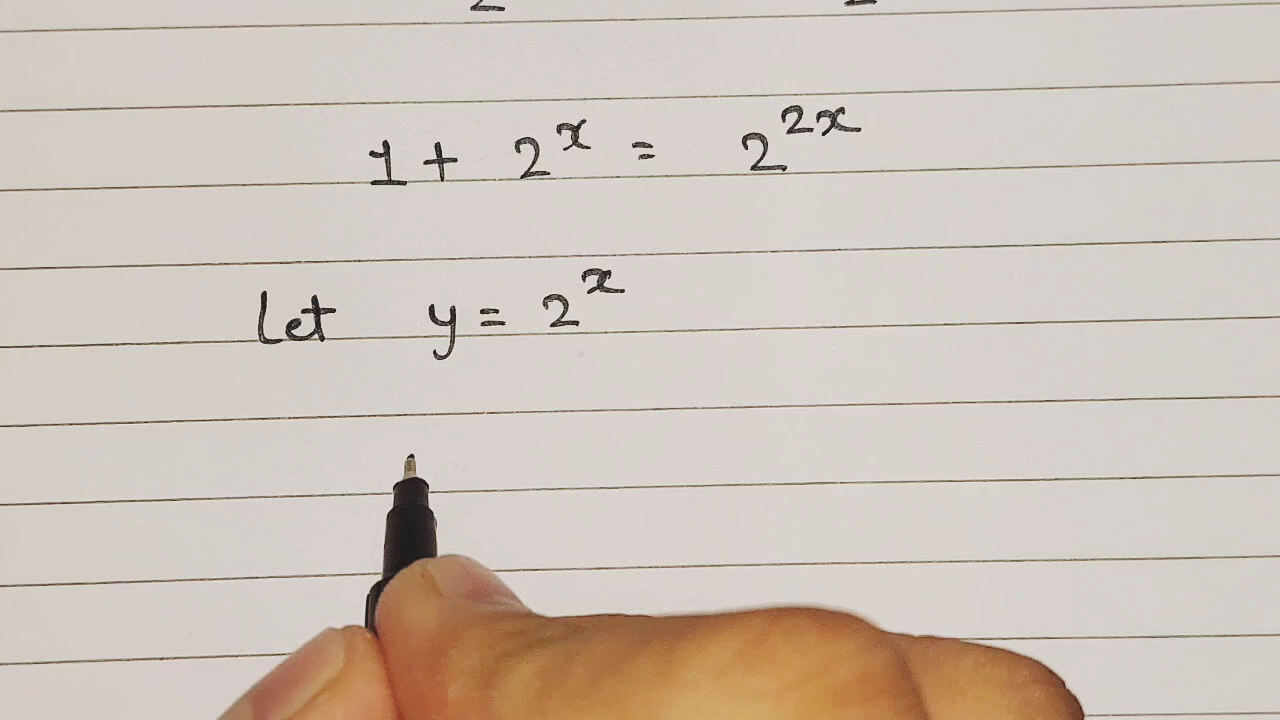 1 + 2^x = 2^{2x}
Let y = 2^x